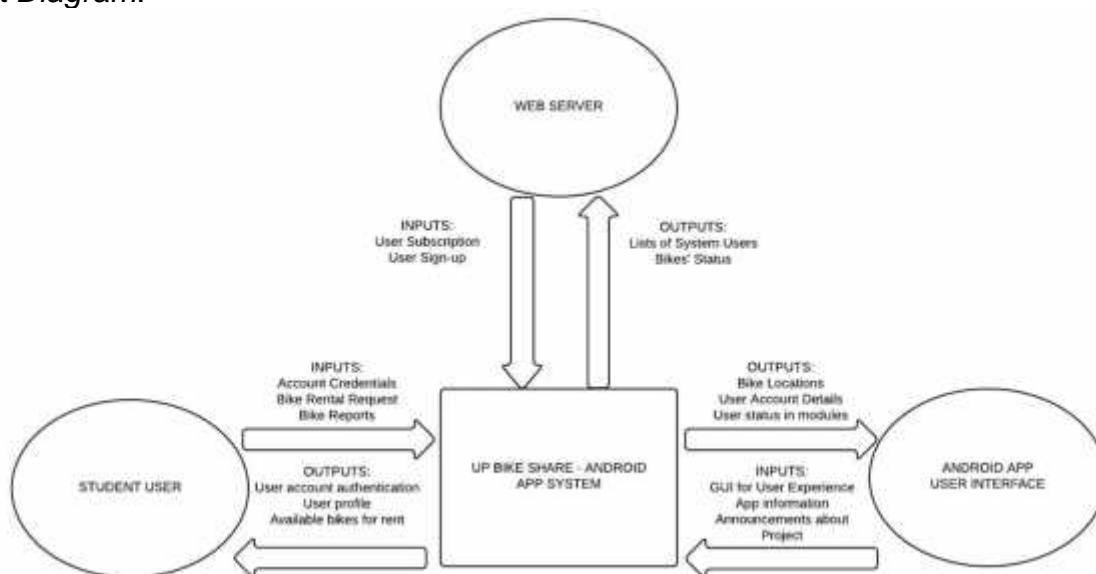 t Diagram.
WEB SERVER
INPUTS:
User Subscription
User Sign-up
OUTPUTS:
Lists of System Users
Bikes' Status
INPUTS:
Account Credentials
Bike Rental Request
Bike Reports
OUTPUTS:
Bike Locations
User Account Details
User status in modules
STUDENT USER
OUTPUTS:
User account authentication
User profile
Available bikes for rent
UP BIKE SHARE - ANDROID
APP SYSTEM
INPUTS:
GUI for User Experience
App information
Announcements about
Project
ANDROID APP
USER INTERFACE